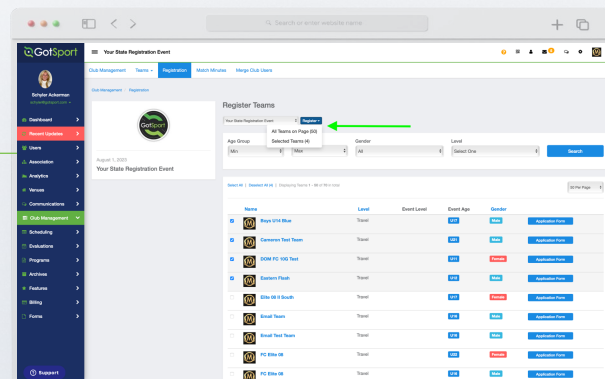 Search or enter website name
GotSport
Your State Registration Event
Club Management
Teams
Registration
Match Minutes
Merge Club Users
Schyler Ackerman
Club Management
Registration
Dashboard
Recent Updates
Users
Association
Analytics
Venues
Communications
Club Management
Scheduling
Evaluations
Programs
Archives
Features
Billing
Forms
Support
GotSport
August 1, 2023
Your State Registration Event
Register Teams
Your State Registration Event
Register
All Teams on Page (50)
Selected Teams (4)
Age Group
Gender
Level
Min
Max
All
Select One
Search
Select All | Deselect All (4) | Displaying Teams 1 -
50 Per Page
Name Level Event Level Event Age Gender
Boys U14 Blue Travel U17 Male Application Form
Cameron Test Team Travel U21 Male Application Form
DOM FC 10G Test Travel U11 Female Application Form
Eastern Flash Travel Male Application Form
Elite 08 II South Travel U17 Female Application Form
Email Team Travel Male Application Form
Email Test Team Travel Male Application Form
FC Elite 08 Travel Female Application Form
FC Elite 08 Travel Male Application Form